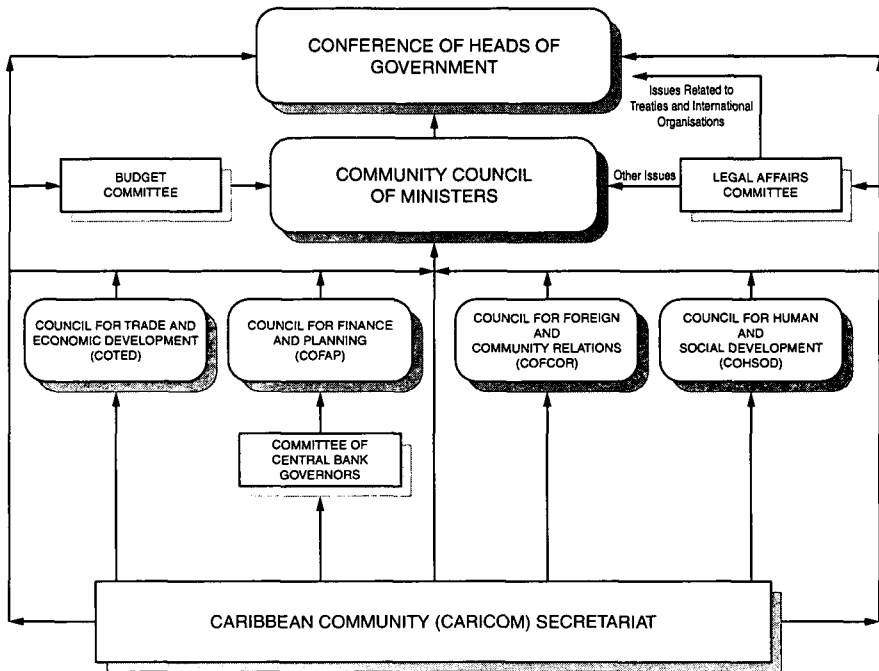 CONFERENCE OF HEADS OF
GOVERNMENT
Issues Related to
Treaties and International
Organisations
BUDGET
COMMITTEE
COMMUNITY COUNCIL
OF MINISTERS
Other Issues
LEGAL AFFAIRS
COMMITTEE
COUNCIL FOR TRADE AND
ECONOMIC DEVELOPMENT
(COTED)
COUNCIL FOR FINANCE
AND PLANNING
(COFAP)
COUNCIL FOR FOREIGN
AND
COMMUNITY RELATIONS
(COFCOR)
COUNCIL FOR HUMAN
AND
SOCIAL DEVELOPMENT
(COHSOD)
COMMITTEE OF
CENTRAL BANK
GOVERNORS
CARIBBEAN COMMUNITY (CARICOM) SECRETARIAT